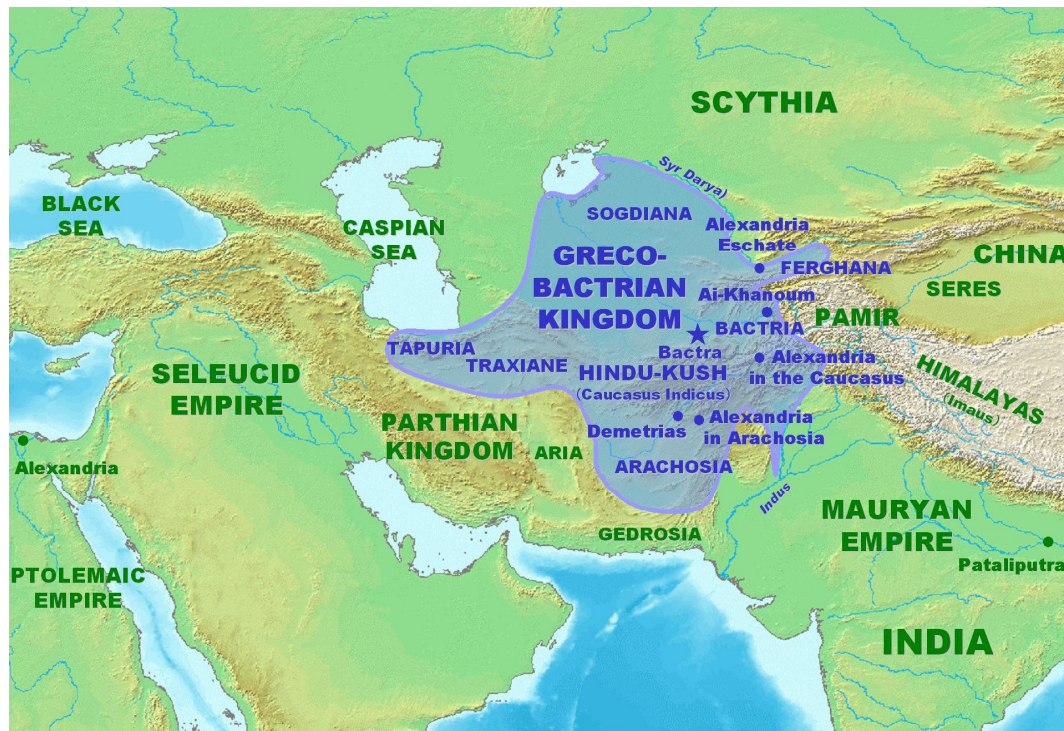 SCYTHIA
BLACK
SEA
CASPIAN
SEA
Syr Darya)
SOGDIANA
Alexandria
Eschate
GRECO-
BACTRIAN
KINGDOM
FERGHANA
CHINA
SERES
Ai-Khanoum
BACTRIA
PAMIR
Bactra
TAPURIA
TRAXIANE
HINDU-KUSH
(Caucasus Indicus)
Alexandria
in the Caucasus
HIMALAYAS
(Imaus)
SELEUCID
EMPIRE
PARTHIAN
KINGDOM
ARIA
Demetrias
Alexandria
in Arachosia
ARACHOSIA
Alexandria
Indus
GEDROSIA
MAURYAN
EMPIRE
Pataliputra
PTOLEMAIC
EMPIRE
INDIA